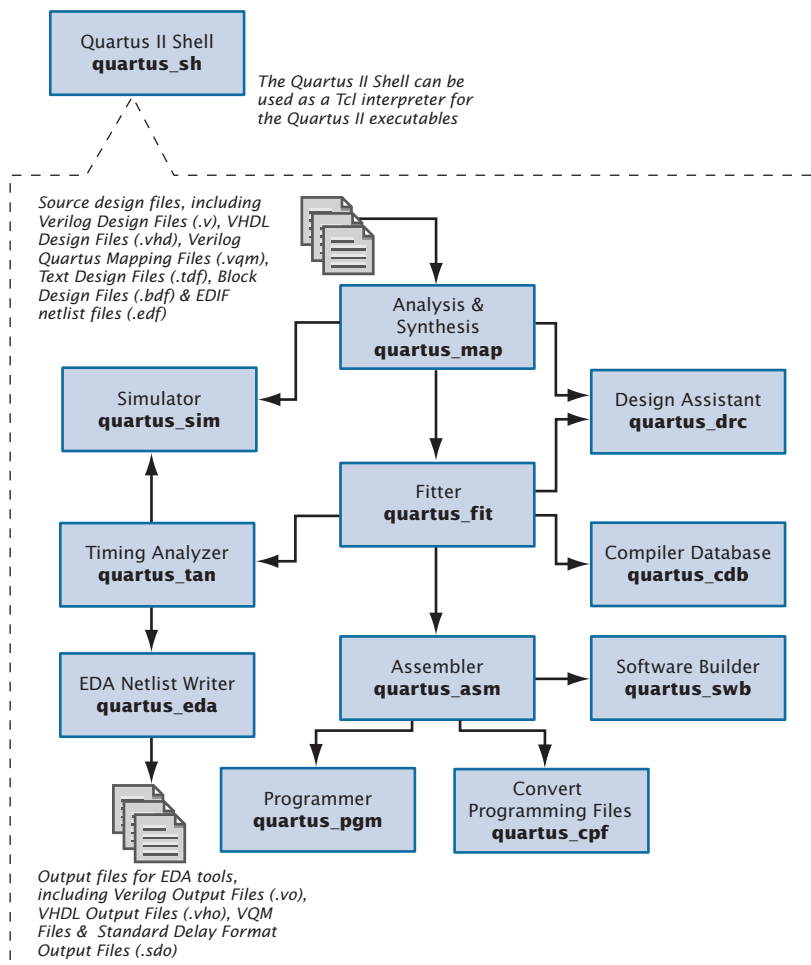 Quartus II Shell
quartus_sh
The Quartus II Shell can be
used as a Tcl interpreter for
the Quartus II executables
Source design files, including
Verilog Design Files (.v), VHDL
Design Files (.vhd), Verilog
Quartus Mapping Files (.vqm),
Text Design Files (.tdf), Block
Design Files (.bdf) & EDIF
netlist files (.edf)
Analysis &
Synthesis
quartus_map
Simulator
quartus_sim
Design Assistant
quartus_drc
Fitter
quartus_fit
Timing Analyzer
quartus_tan
Compiler Database
quartus_cdb
EDA Netlist Writer
quartus_eda
Assembler
quartus_asm
Software Builder
quartus_swb
Programmer
quartus_pgm
Convert
Programming Files
quartus_cpf
Output files for EDA tools,
including Verilog Output Files (.vo),
VHDL Output Files (.vho), VQM
Files & Standard Delay Format
Output Files (.sdo)